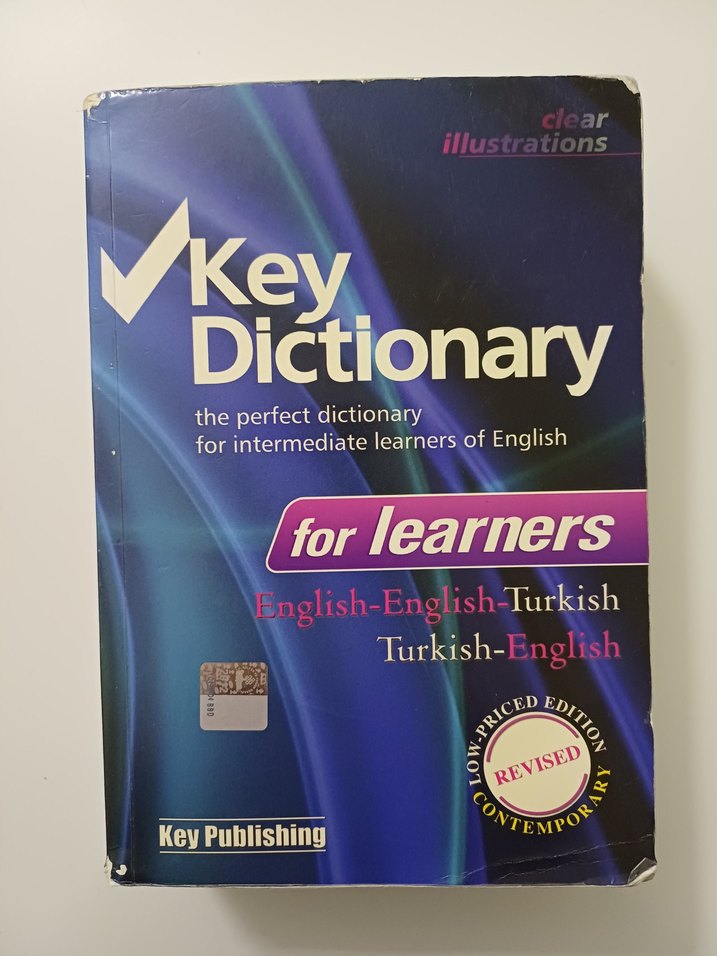 clear
illustrations
Key
Dictionary
the perfect dictionary
for intermediate learners of English
for learners
English-English-Turkish
Turkish-English
LOW-PRICED EDITION
REVISED
CONTEMPORARY
Key Publishing